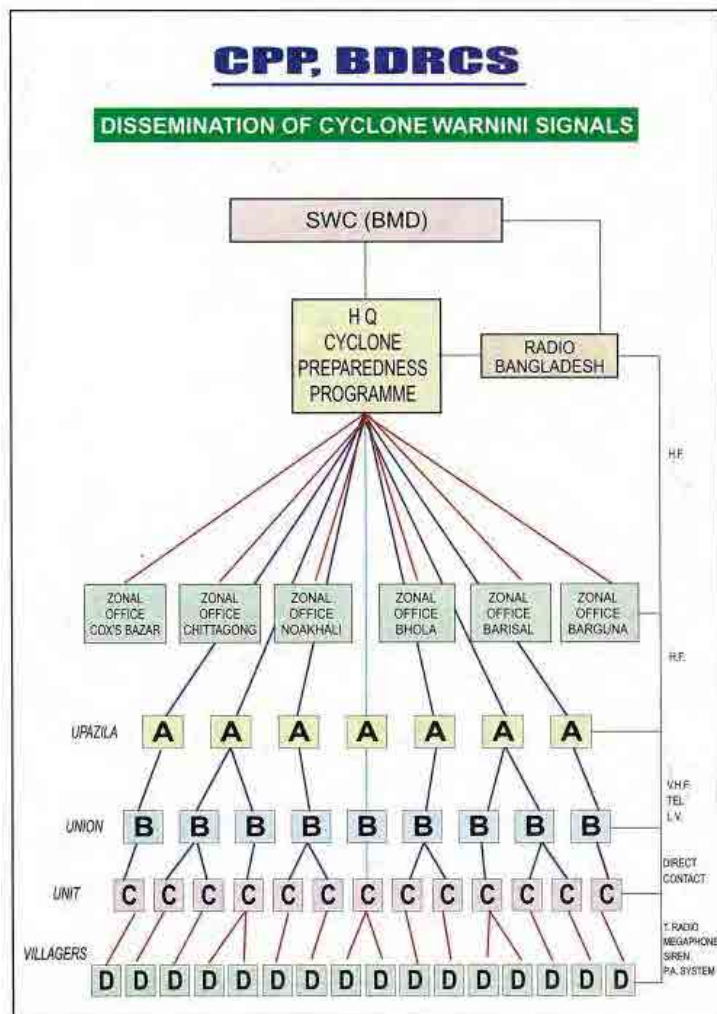 CPP, BDRCS
DISSEMINATION OF CYCLONE WARNINI SIGNALS
SWC (BMD)
H Q
CYCLONE
PREPAREDNESS
PROGRAMME
RADIO
BANGLADESH
H.F.
ZONAL
OFFICE
COX'S BAZAR
ZONAL
OFFICE
CHITTAGONG
ZONAL
OFFICE
NOAKHALI
ZONAL
OFFICE
BHOLA
ZONAL
OFFICE
BARISAL
ZONAL
OFFICE
BARGUNA
H.F.
UPAZILA A A A A A A A
V.H.F.
TEL
L.V.
UNION B B B B B B B B B
DIRECT
CONTACT
UNIT C C C C C C C C C C C C C
T. RADIO
MEGAPHONE
SIREN
P.A. SYSTEM
VILLAGERS D D D D D D D D D D D D D D D D